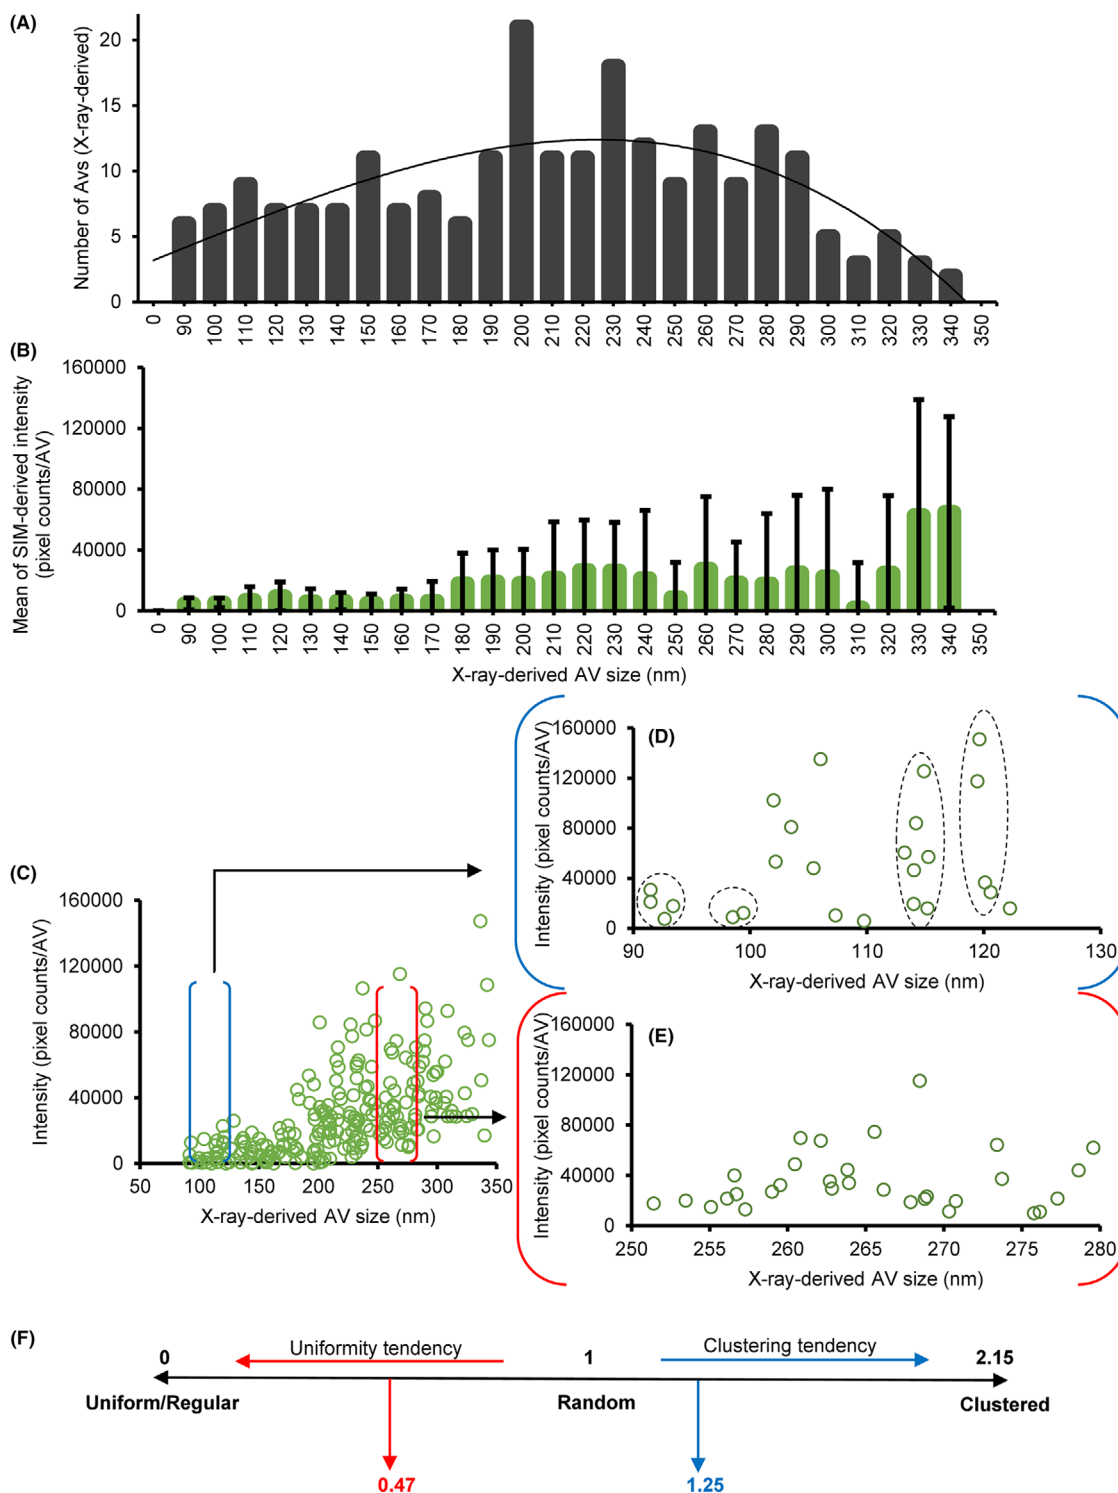 (A)
Number of Avs (X-ray-derived)
20
15
10
5
0
0 90 100 110 120 130 140 150 160 170 180 190 200 210 220 230 240 250 260 270 280 290 300 310 320 330 340 350
(B)
Mean of SIM-derived intensity
(pixel counts/AV)
160000
120000
80000
40000
0
0 90 100 110 120 130 140 150 160 170 180 190 200 210 220 230 240 250 260 270 280 290 300 310 320 330 340 350
X-ray-derived AV size (nm)
(C)
Intensity (pixel counts/AV)
160000
120000
80000
40000
0
50 100 150 200 250 300 350
X-ray-derived AV size (nm)
(D)
Intensity (pixel counts/AV)
160000
120000
80000
40000
0
90 100 110 120 130
X-ray-derived AV size (nm)
(E)
Intensity (pixel counts/AV)
160000
120000
80000
40000
0
250 255 260 265 270 275 280
X-ray-derived AV size (nm)
(F)
0 Uniformity tendency 1 Clustering tendency 2.15
Uniform/Regular Random Clustered
0.47 1.25